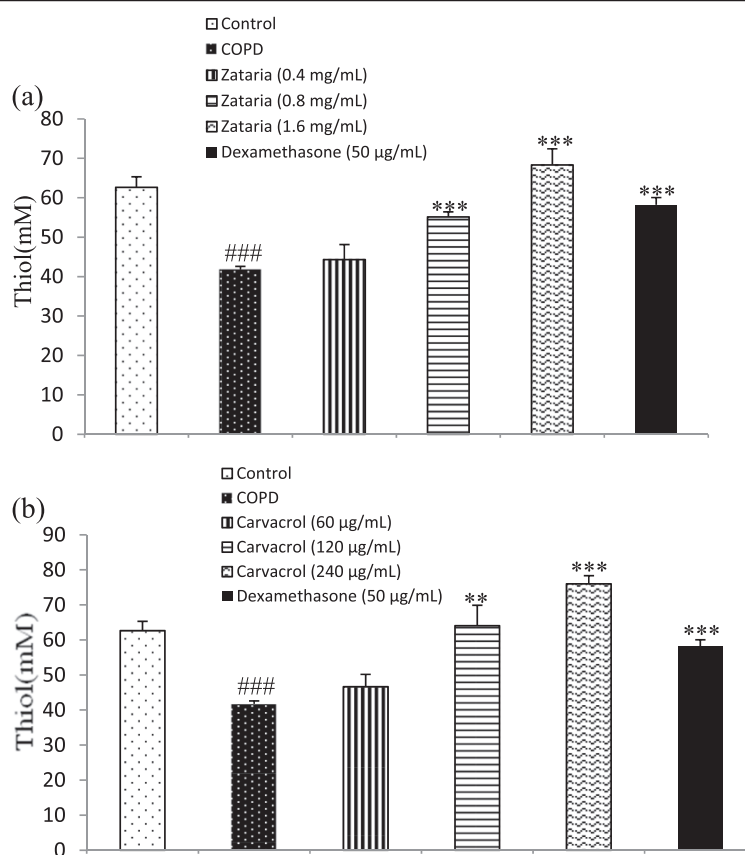 Control
COPD
Zataria (0.4 mg/mL)
Zataria (0.8 mg/mL)
Zataria (1.6 mg/mL)
Dexamethasone (50 µg/mL)
(a)
Thiol(mM)
80
70
60
50
40
30
20
10
0
###
***
***
***
Control
COPD
Carvacrol (60 µg/mL)
Carvacrol (120 µg/mL)
Carvacrol (240 µg/mL)
Dexamethasone (50 µg/mL)
(b)
Thiol(mM)
90
80
70
60
50
40
30
20
10
0
###
**
***
***